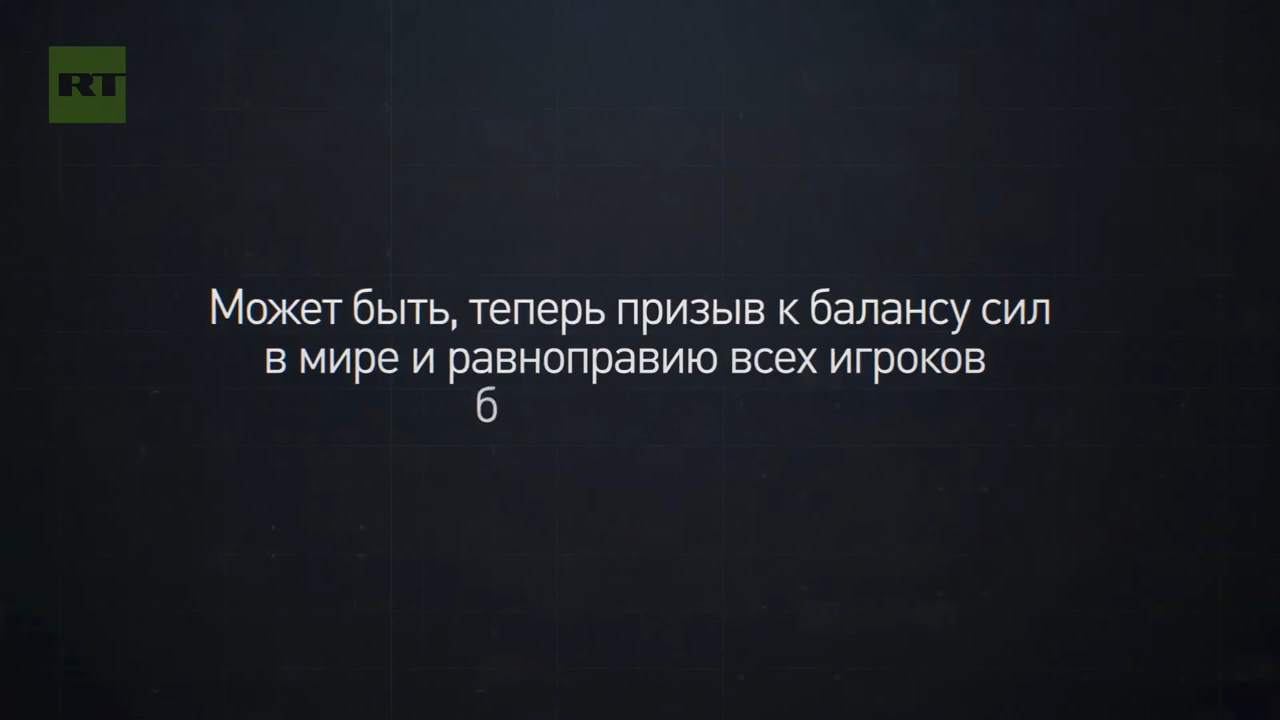 RT
Может быть, теперь призыв к балансу сил
в мире и равноправию всех игроков
б